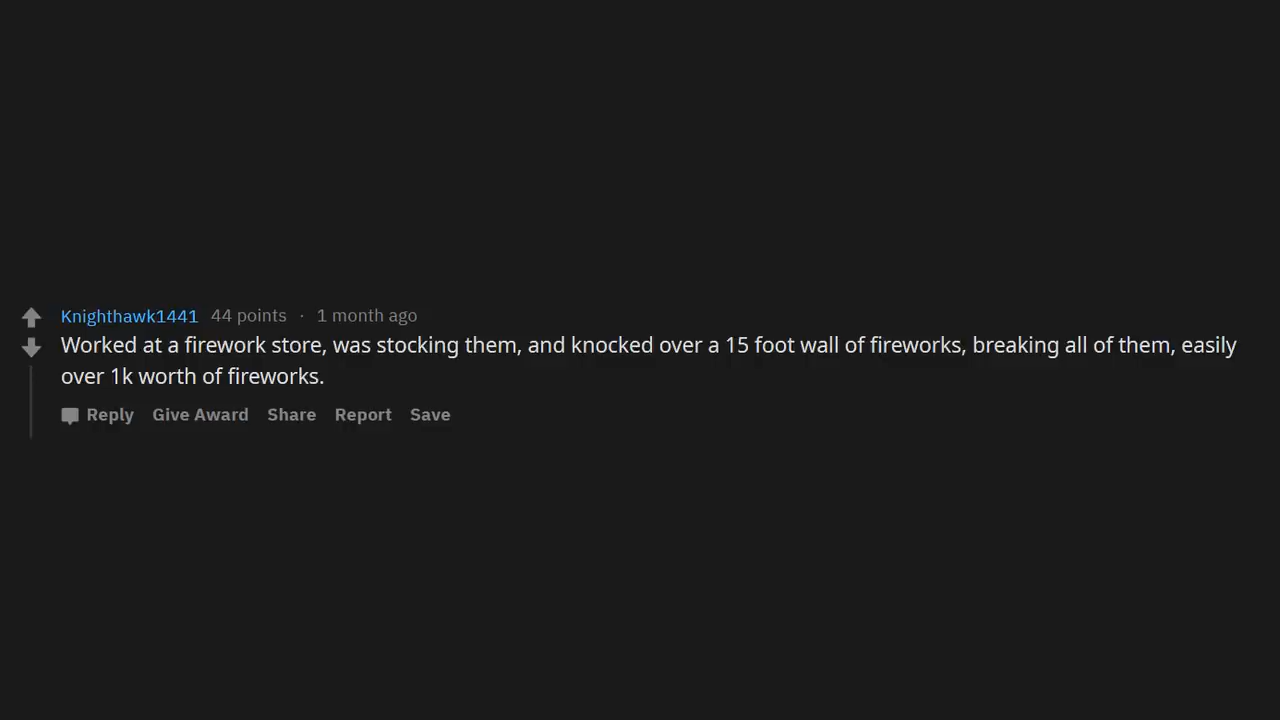 Knighthawk1441 44 points · 1 month ago
Worked at a firework store, was stocking them, and knocked over a 15 foot wall of fireworks, breaking all of them, easily
over 1k worth of fireworks.
Reply Give Award Share Report Save